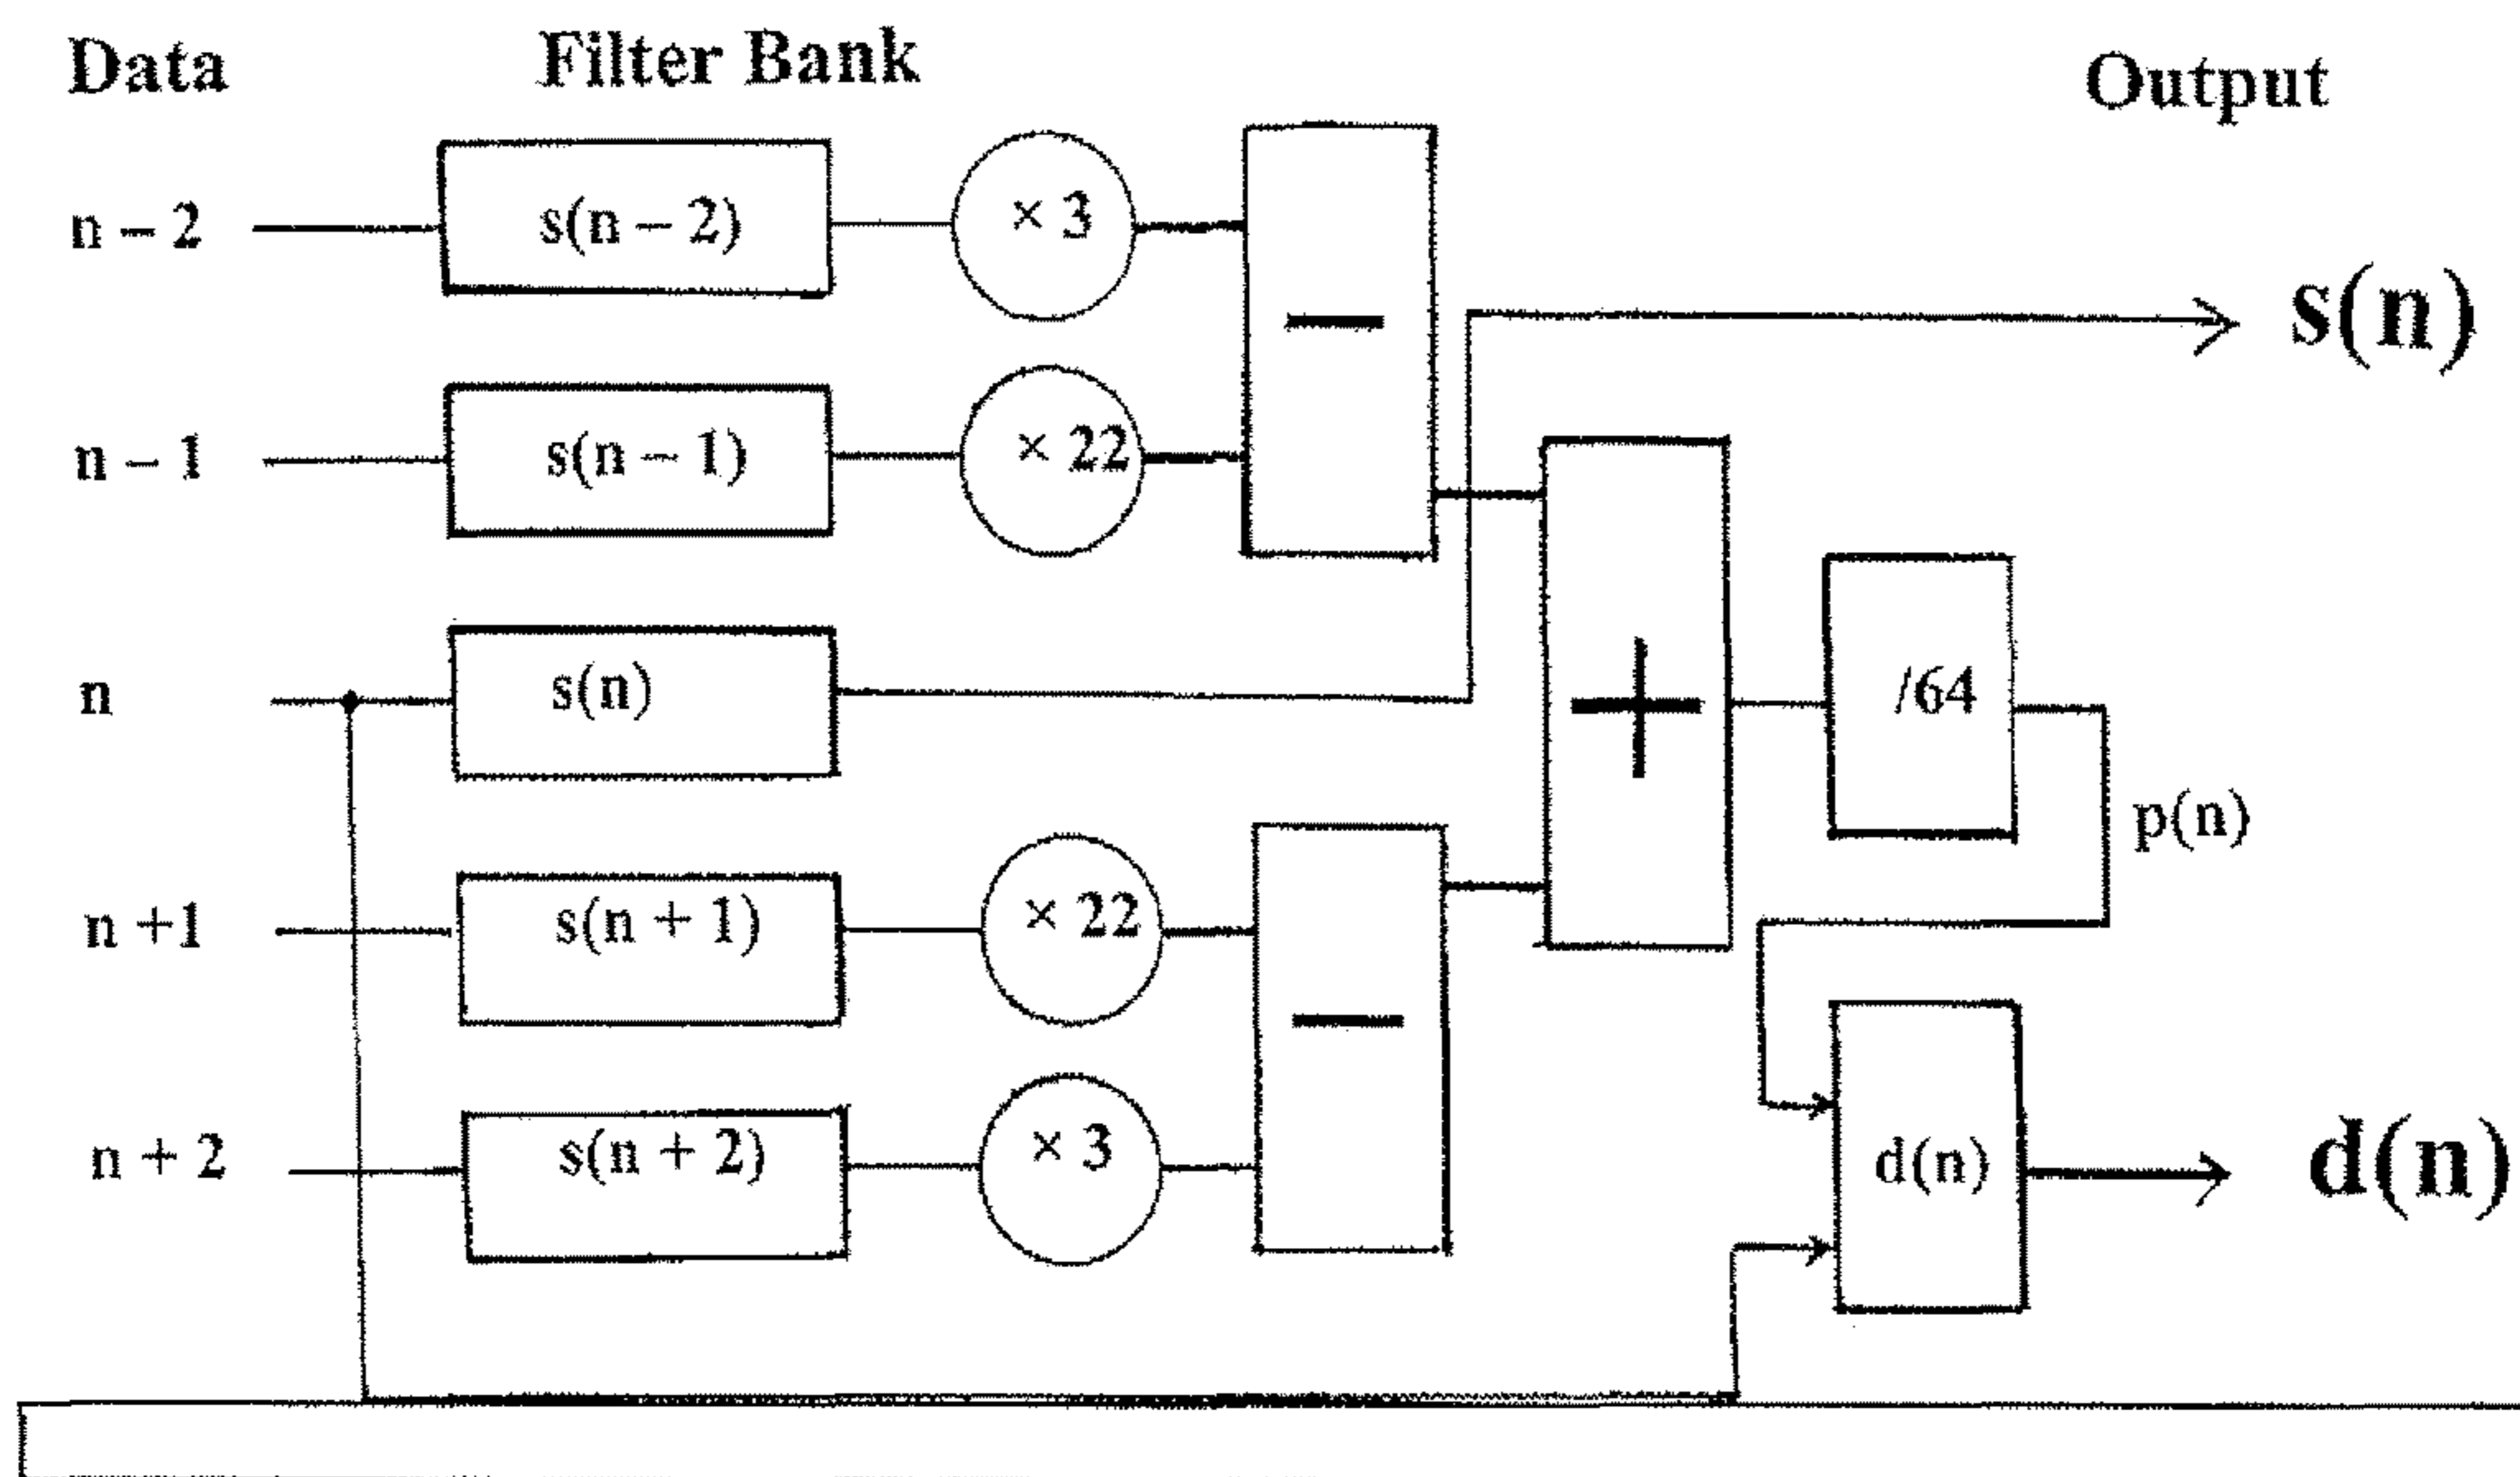 Data Filter Bank Output
n – 2 s(n – 2) × 3
s(n)
n – 1 s(n – 1) × 22
n s(n) /64
p(n)
n +1 s(n + 1) × 22
n + 2 s(n + 2) × 3 d(n) d(n)